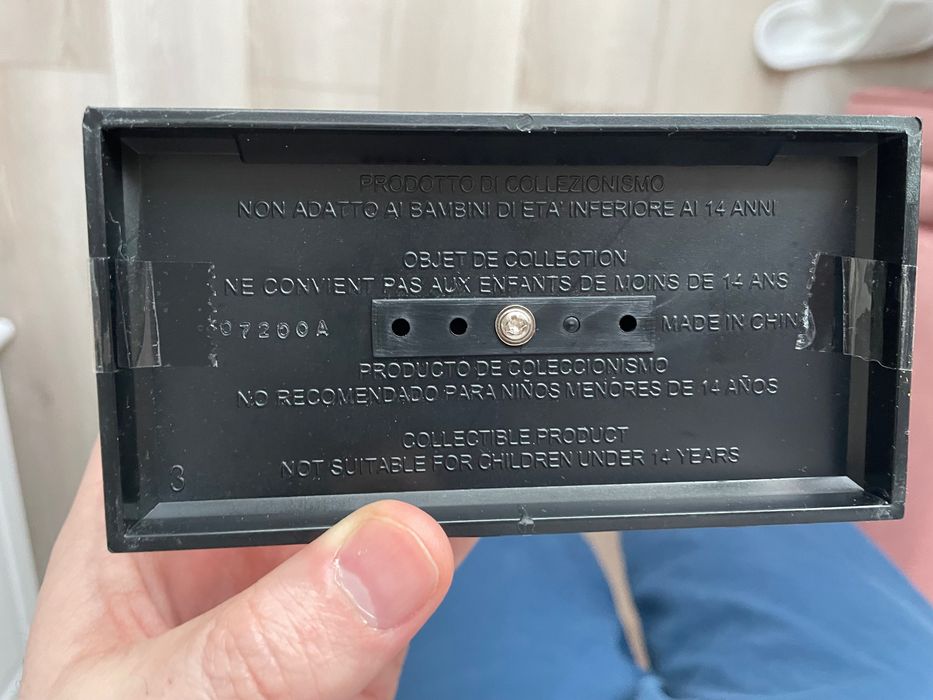 PRODOTTO DI COLLEZIONISMO
NON ADATTO AI BAMBINI DI ETA' INFERIORE AI 14 ANNI
OBJET DE COLLECTION
NE CONVIENT PAS AUX ENFANTS DE MOINS DE 14 ANS
MADE IN CHIN
PRODUCTO DE COLECCIONISMO
NO RECOMENDADO PARA NIÑOS MENORES DE 14 AÑOS
COLLECTIBLE PRODUCT
NOT SUITABLE FOR CHILDREN UNDER 14 YEARS
3